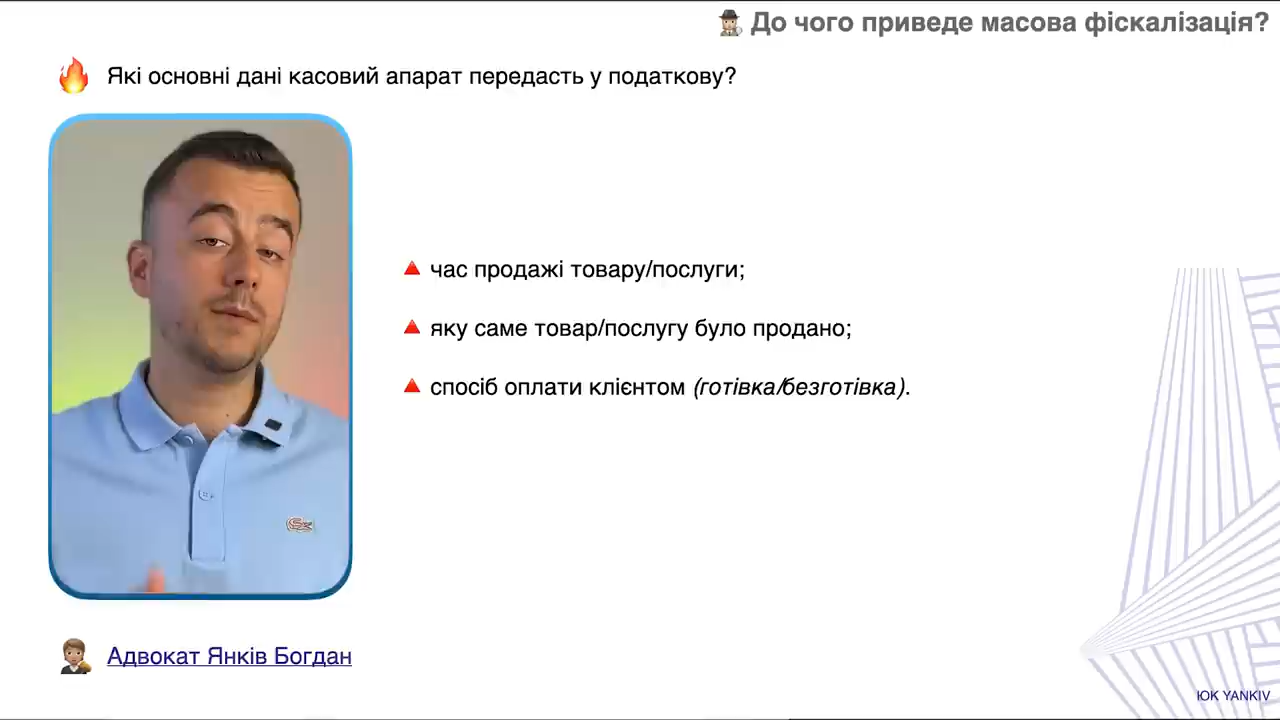 До чого приведе масова фіскалізація?
Які основні дані касовий апарат передасть у податкову?
час продажі товару/послуги;
яку саме товар/послугу було продано;
спосіб оплати клієнтом (готівка/безготівка).
Адвокат Янків Богдан
ЮК YANKIV